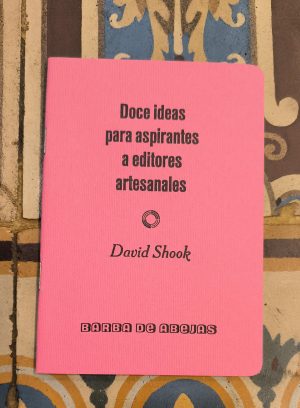 Doce ideas
para aspirantes
a editores
artesanales
David Shook
BARBA DE ABEJAS